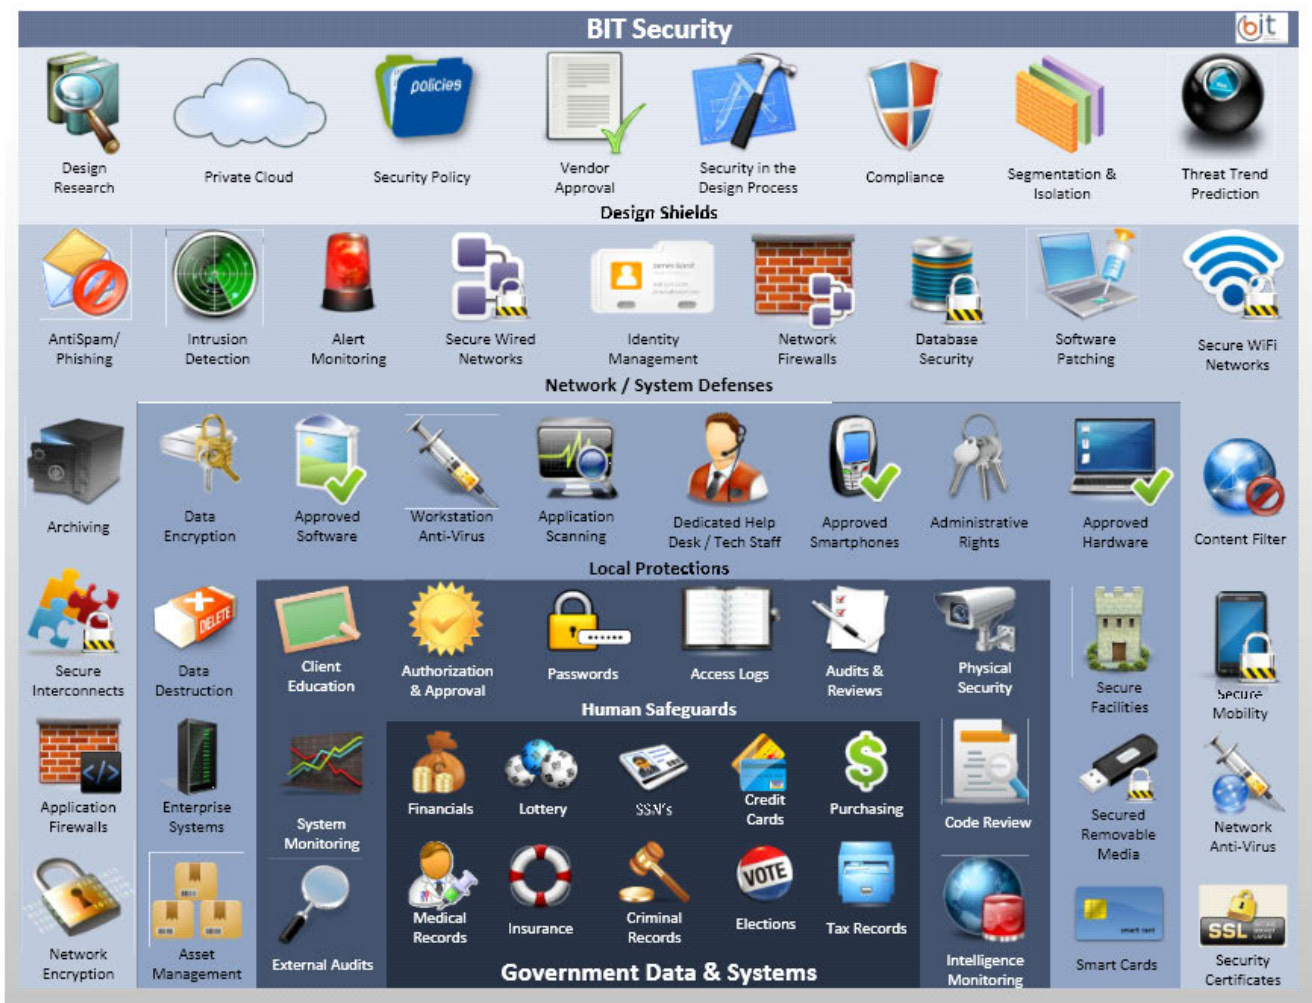 BIT Security
bit
policies
Design
Research
Private Cloud
Security Policy
Vendor
Approval
Security in the
Design Process
Compliance
Segmentation &
Isolation
Threat Trend
Prediction
Design Shields
AntiSpam/
Phishing
Intrusion
Detection
Alert
Monitoring
Secure Wired
Networks
Identity
Management
Network
Firewalls
Database
Security
Software
Patching
Secure WiFi
Networks
Network / System Defenses
Archiving
Data
Encryption
Approved
Software
Workstation
Anti-Virus
Application
Scanning
Dedicated Help
Desk / Tech Staff
Approved
Smartphones
Administrative
Rights
Approved
Hardware
Content Filter
Local Protections
Secure
Interconnects
DELETE
Data
Destruction
Client
Education
Authorization
& Approval
Passwords
Access Logs
Audits &
Reviews
Physical
Security
Secure
Facilities
Secure
Mobility
Human Safeguards
</>
Application
Firewalls
Enterprise
Systems
System
Monitoring
Financials
Lottery
SSN's
Credit
Cards
Purchasing
Code Review
Secured
Removable
Media
Network
Anti-Virus
Network
Encryption
Asset
Management
External Audits
Medical
Records
Insurance
Criminal
Records
VOTE
Elections
Tax Records
Intelligence
Monitoring
smart card
Smart Cards
SSL
Security
Certificates
Government Data & Systems